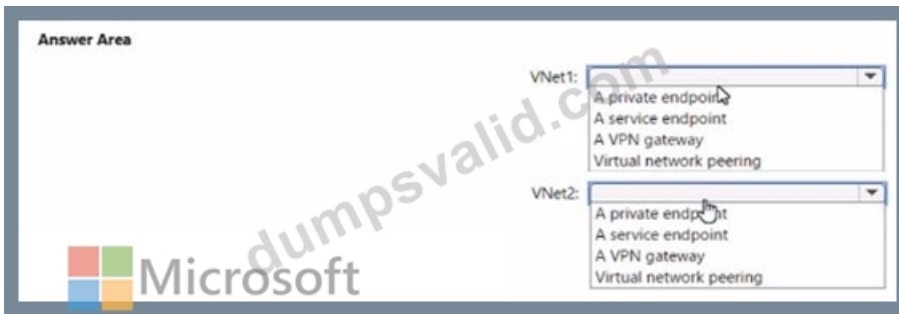 Answer Area
VNet1:
A private endpoint
A service endpoint
A VPN gateway
Virtual network peering
VNet2:
A private endpoint
A service endpoint
A VPN gateway
Virtual network peering
dumpsvalid.com
Microsoft